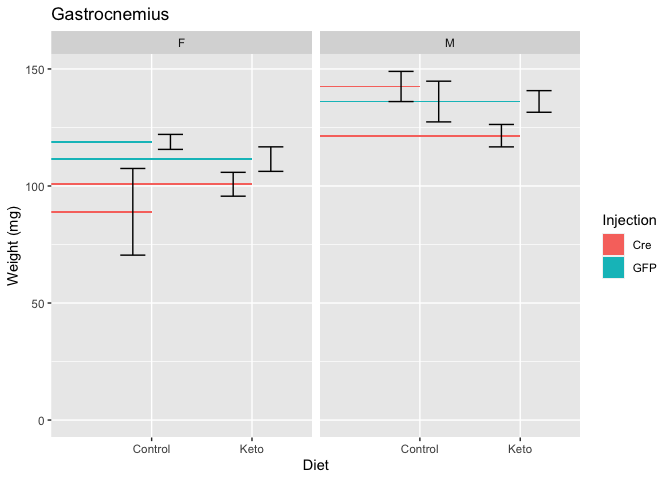 Gastrocnemius
F
M
150
100
50
0
Weight (mg)
Control
Keto
Control
Keto
Diet
Injection
Cre
GFP